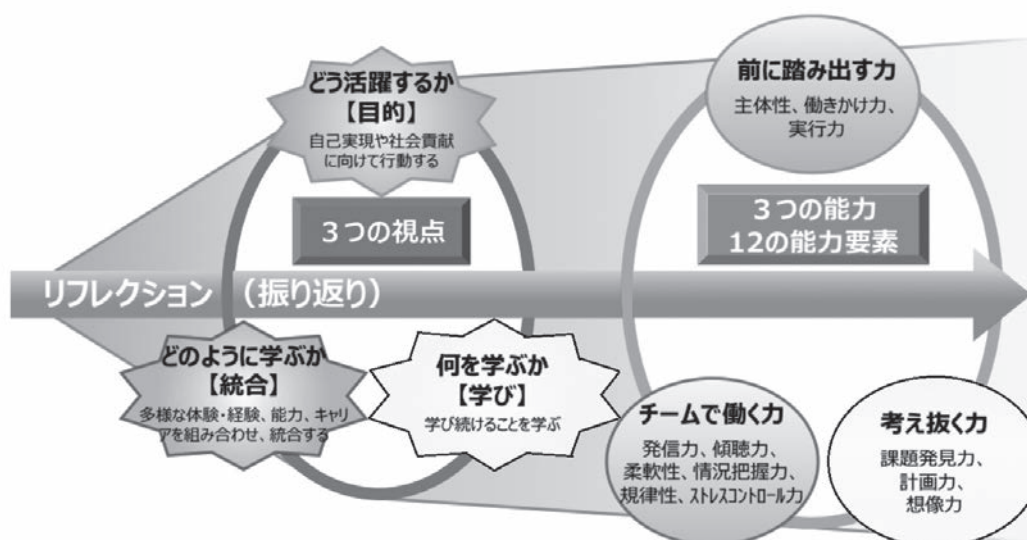 どう活躍するか
【目的】
自己実現や社会貢献
に向けて行動する
3つの視点
前に踏み出す力
主体性、働きかけ力、
実行力
3つの能力
12の能力要素
リフレクション (振り返り)
どのように学ぶか
【統合】
多様な体験・経験、能力、キャリ
アを組み合わせ、統合する
何を学ぶか
【学び】
学び続けることを学ぶ
チームで働く力
発信力、傾聴力、
柔軟性、情況把握力、
規律性、ストレスコントロール力
考え抜く力
課題発見力、
計画力、
想像力